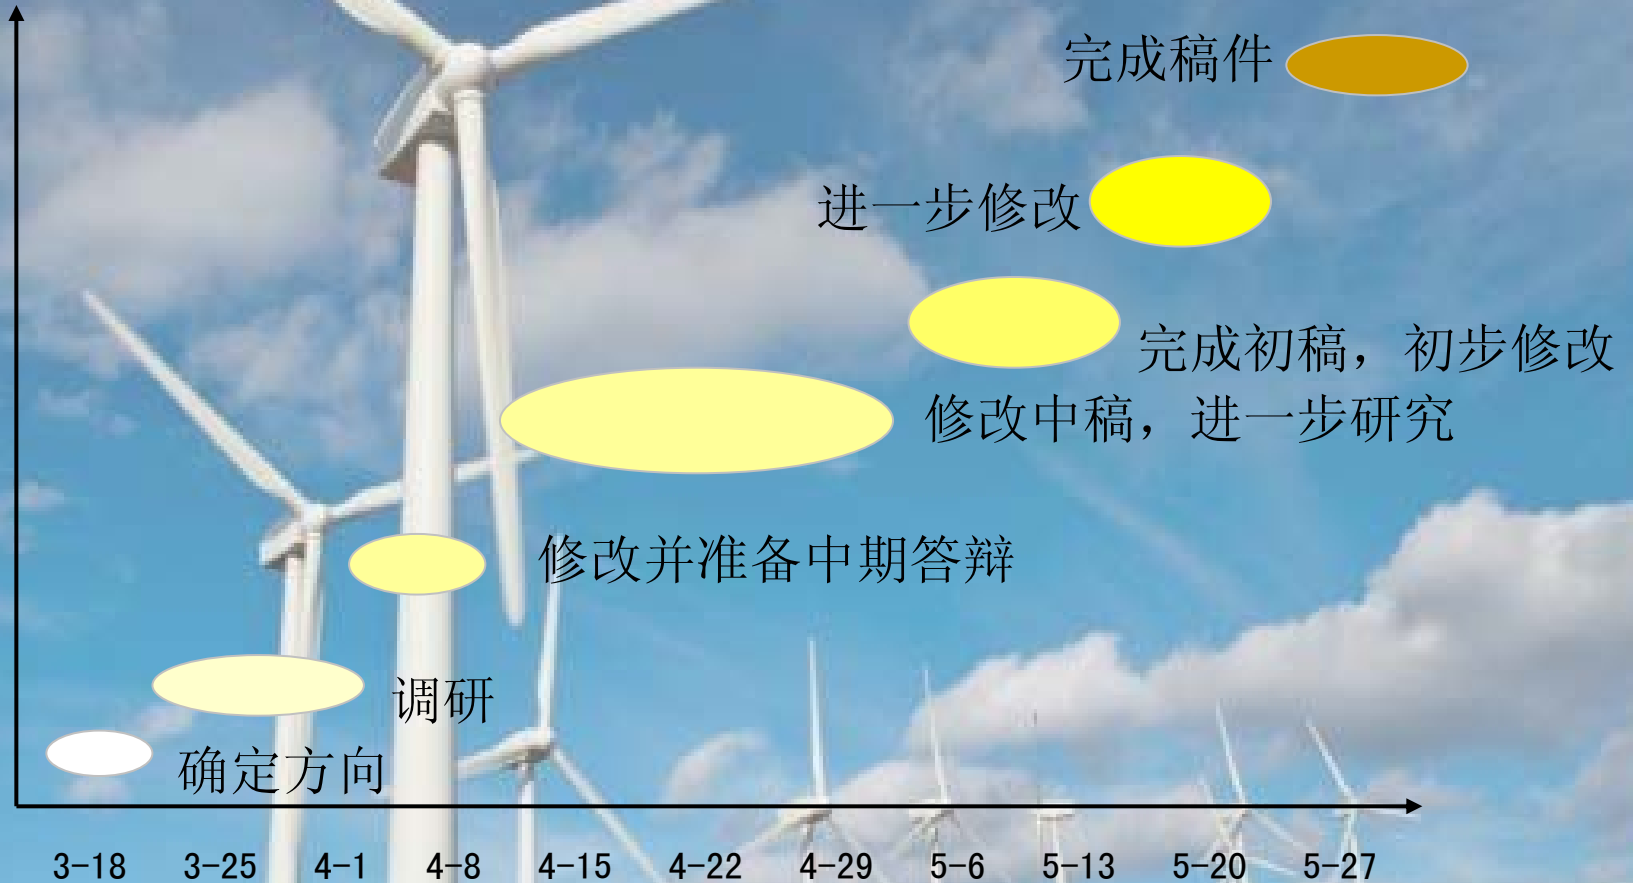 完成稿件
进一步修改
完成初稿，初步修改
修改中稿，进一步研究
修改并准备中期答辩
调研
确定方向
3-18 3-25 4-1 4-8 4-15 4-22 4-29 5-6 5-13 5-20 5-27